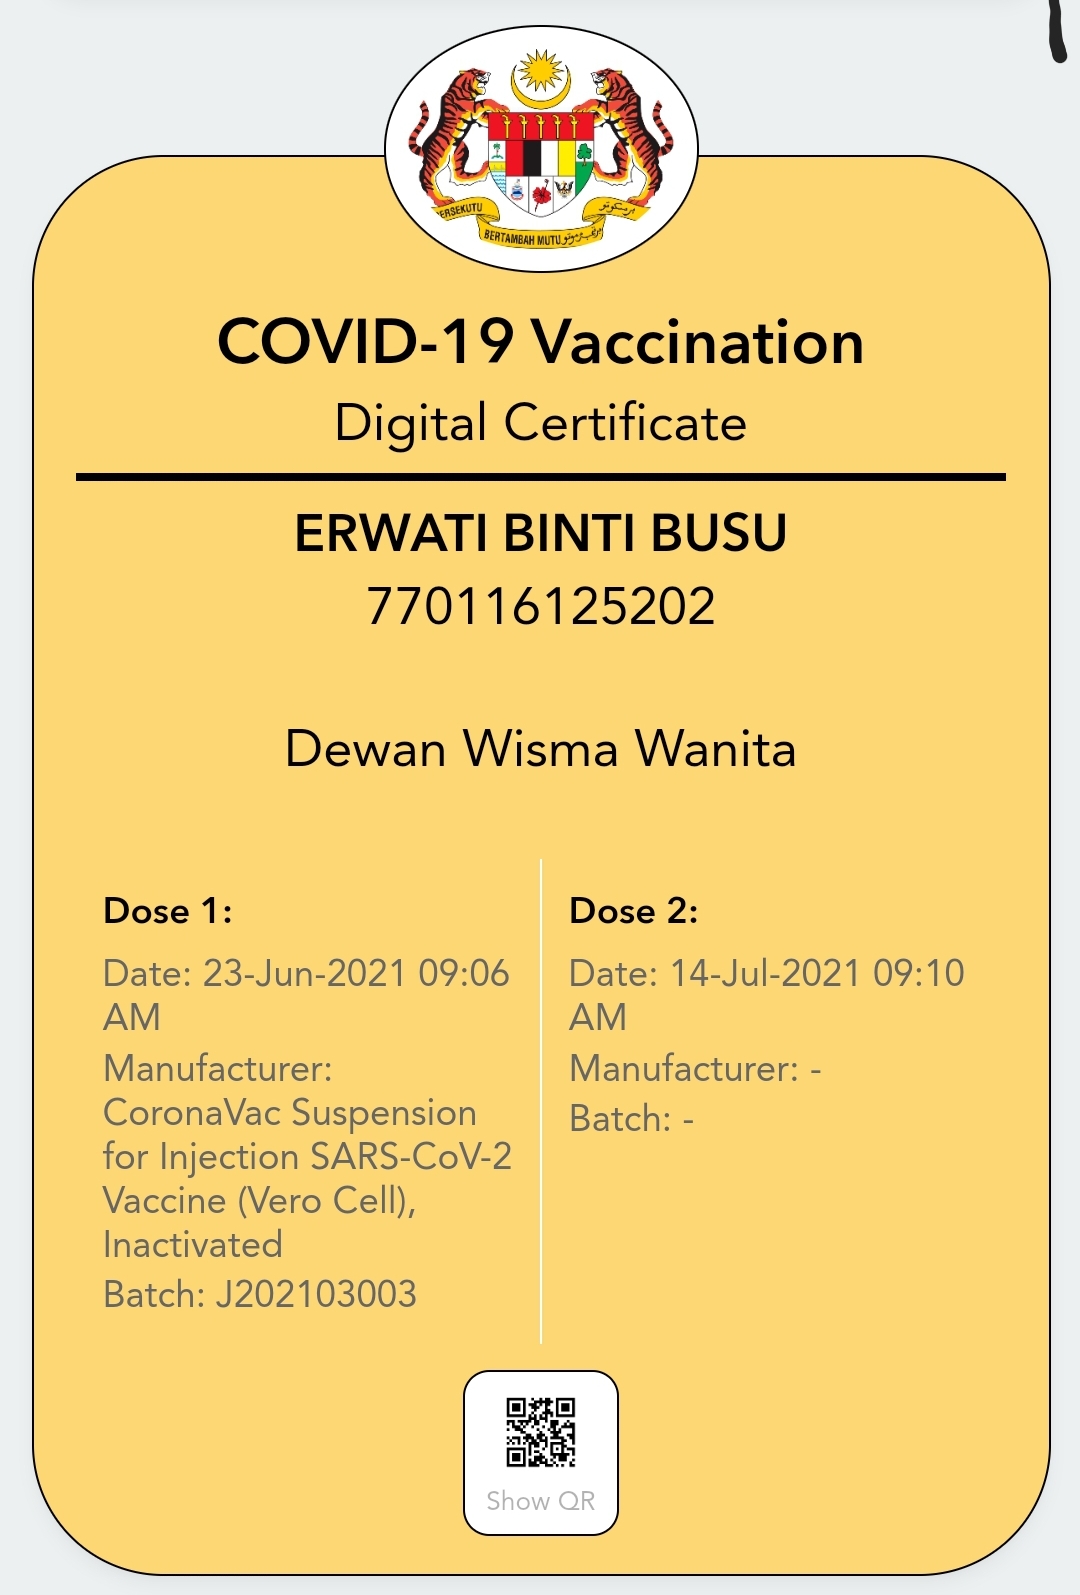 ERSEKUTU برسكوتو
BERTAMBAH MUTU
COVID-19 Vaccination
Digital Certificate
ERWATI BINTI BUSU
770116125202
Dewan Wisma Wanita
Dose 1:
Date: 23-Jun-2021 09:06
AM
Manufacturer:
CoronaVac Suspension
for Injection SARS-CoV-2
Vaccine (Vero Cell),
Inactivated
Batch: J202103003
Dose 2:
Date: 14-Jul-2021 09:10
AM
Manufacturer: -
Batch: -
Show QR